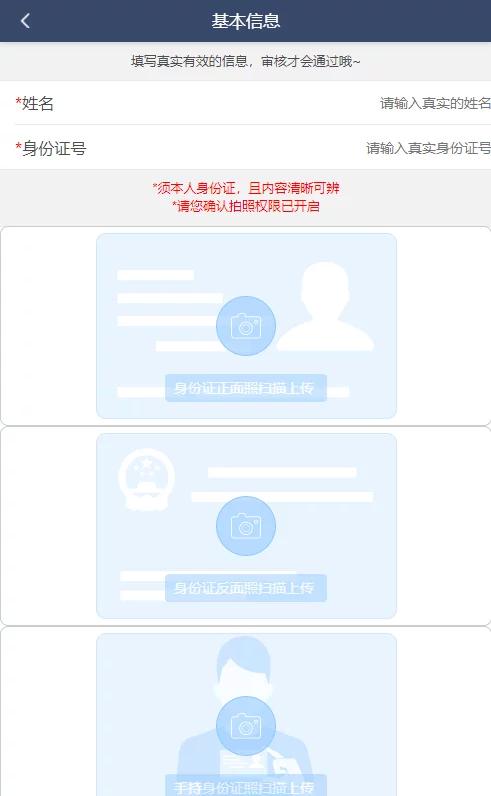 基本信息
填写真实有效的信息，审核才会通过哦~
*姓名
请输入真实的姓名
*身份证号
请输入真实身份证号
*须本人身份证，且内容清晰可辨
*请您确认拍照权限已开启
身份证正面照扫描上传
身份证反面照扫描上传
手持身份证照扫描上传